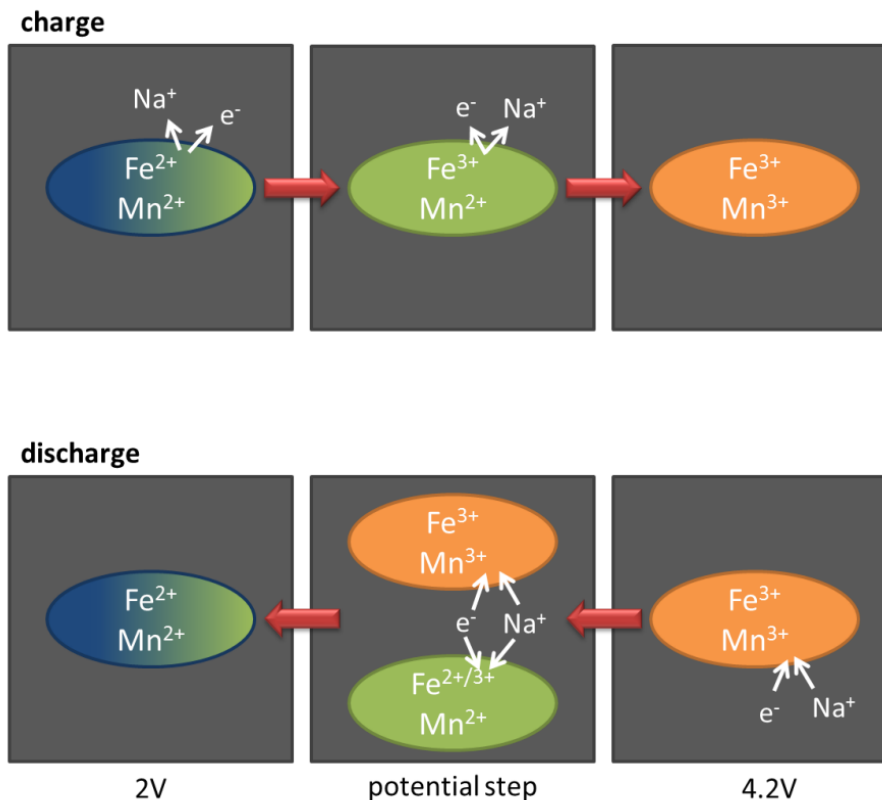 charge
Na⁺
e⁻
Fe²⁺
Mn²⁺
e⁻
Na⁺
Fe³⁺
Mn²⁺
Fe³⁺
Mn³⁺
discharge
Fe²⁺
Mn²⁺
Fe³⁺
Mn³⁺
e⁻
Na⁺
Fe²⁺/³⁺
Mn²⁺
Fe³⁺
Mn³⁺
e⁻
Na⁺
2V
potential step
4.2V